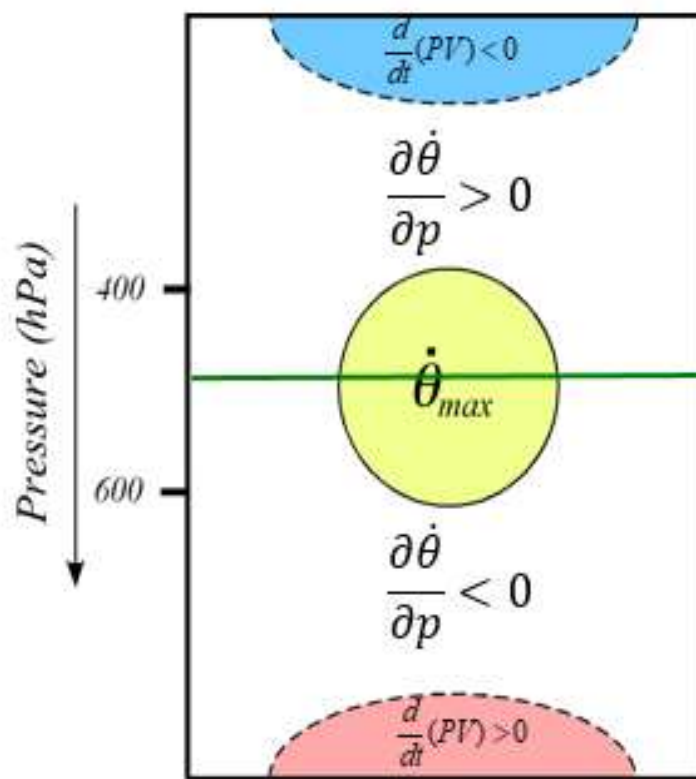 d/dt (PV) < 0
∂θ̇/∂p > 0
Pressure (hPa)
400
θ̇max
600
∂θ̇/∂p < 0
d/dt (PV) > 0